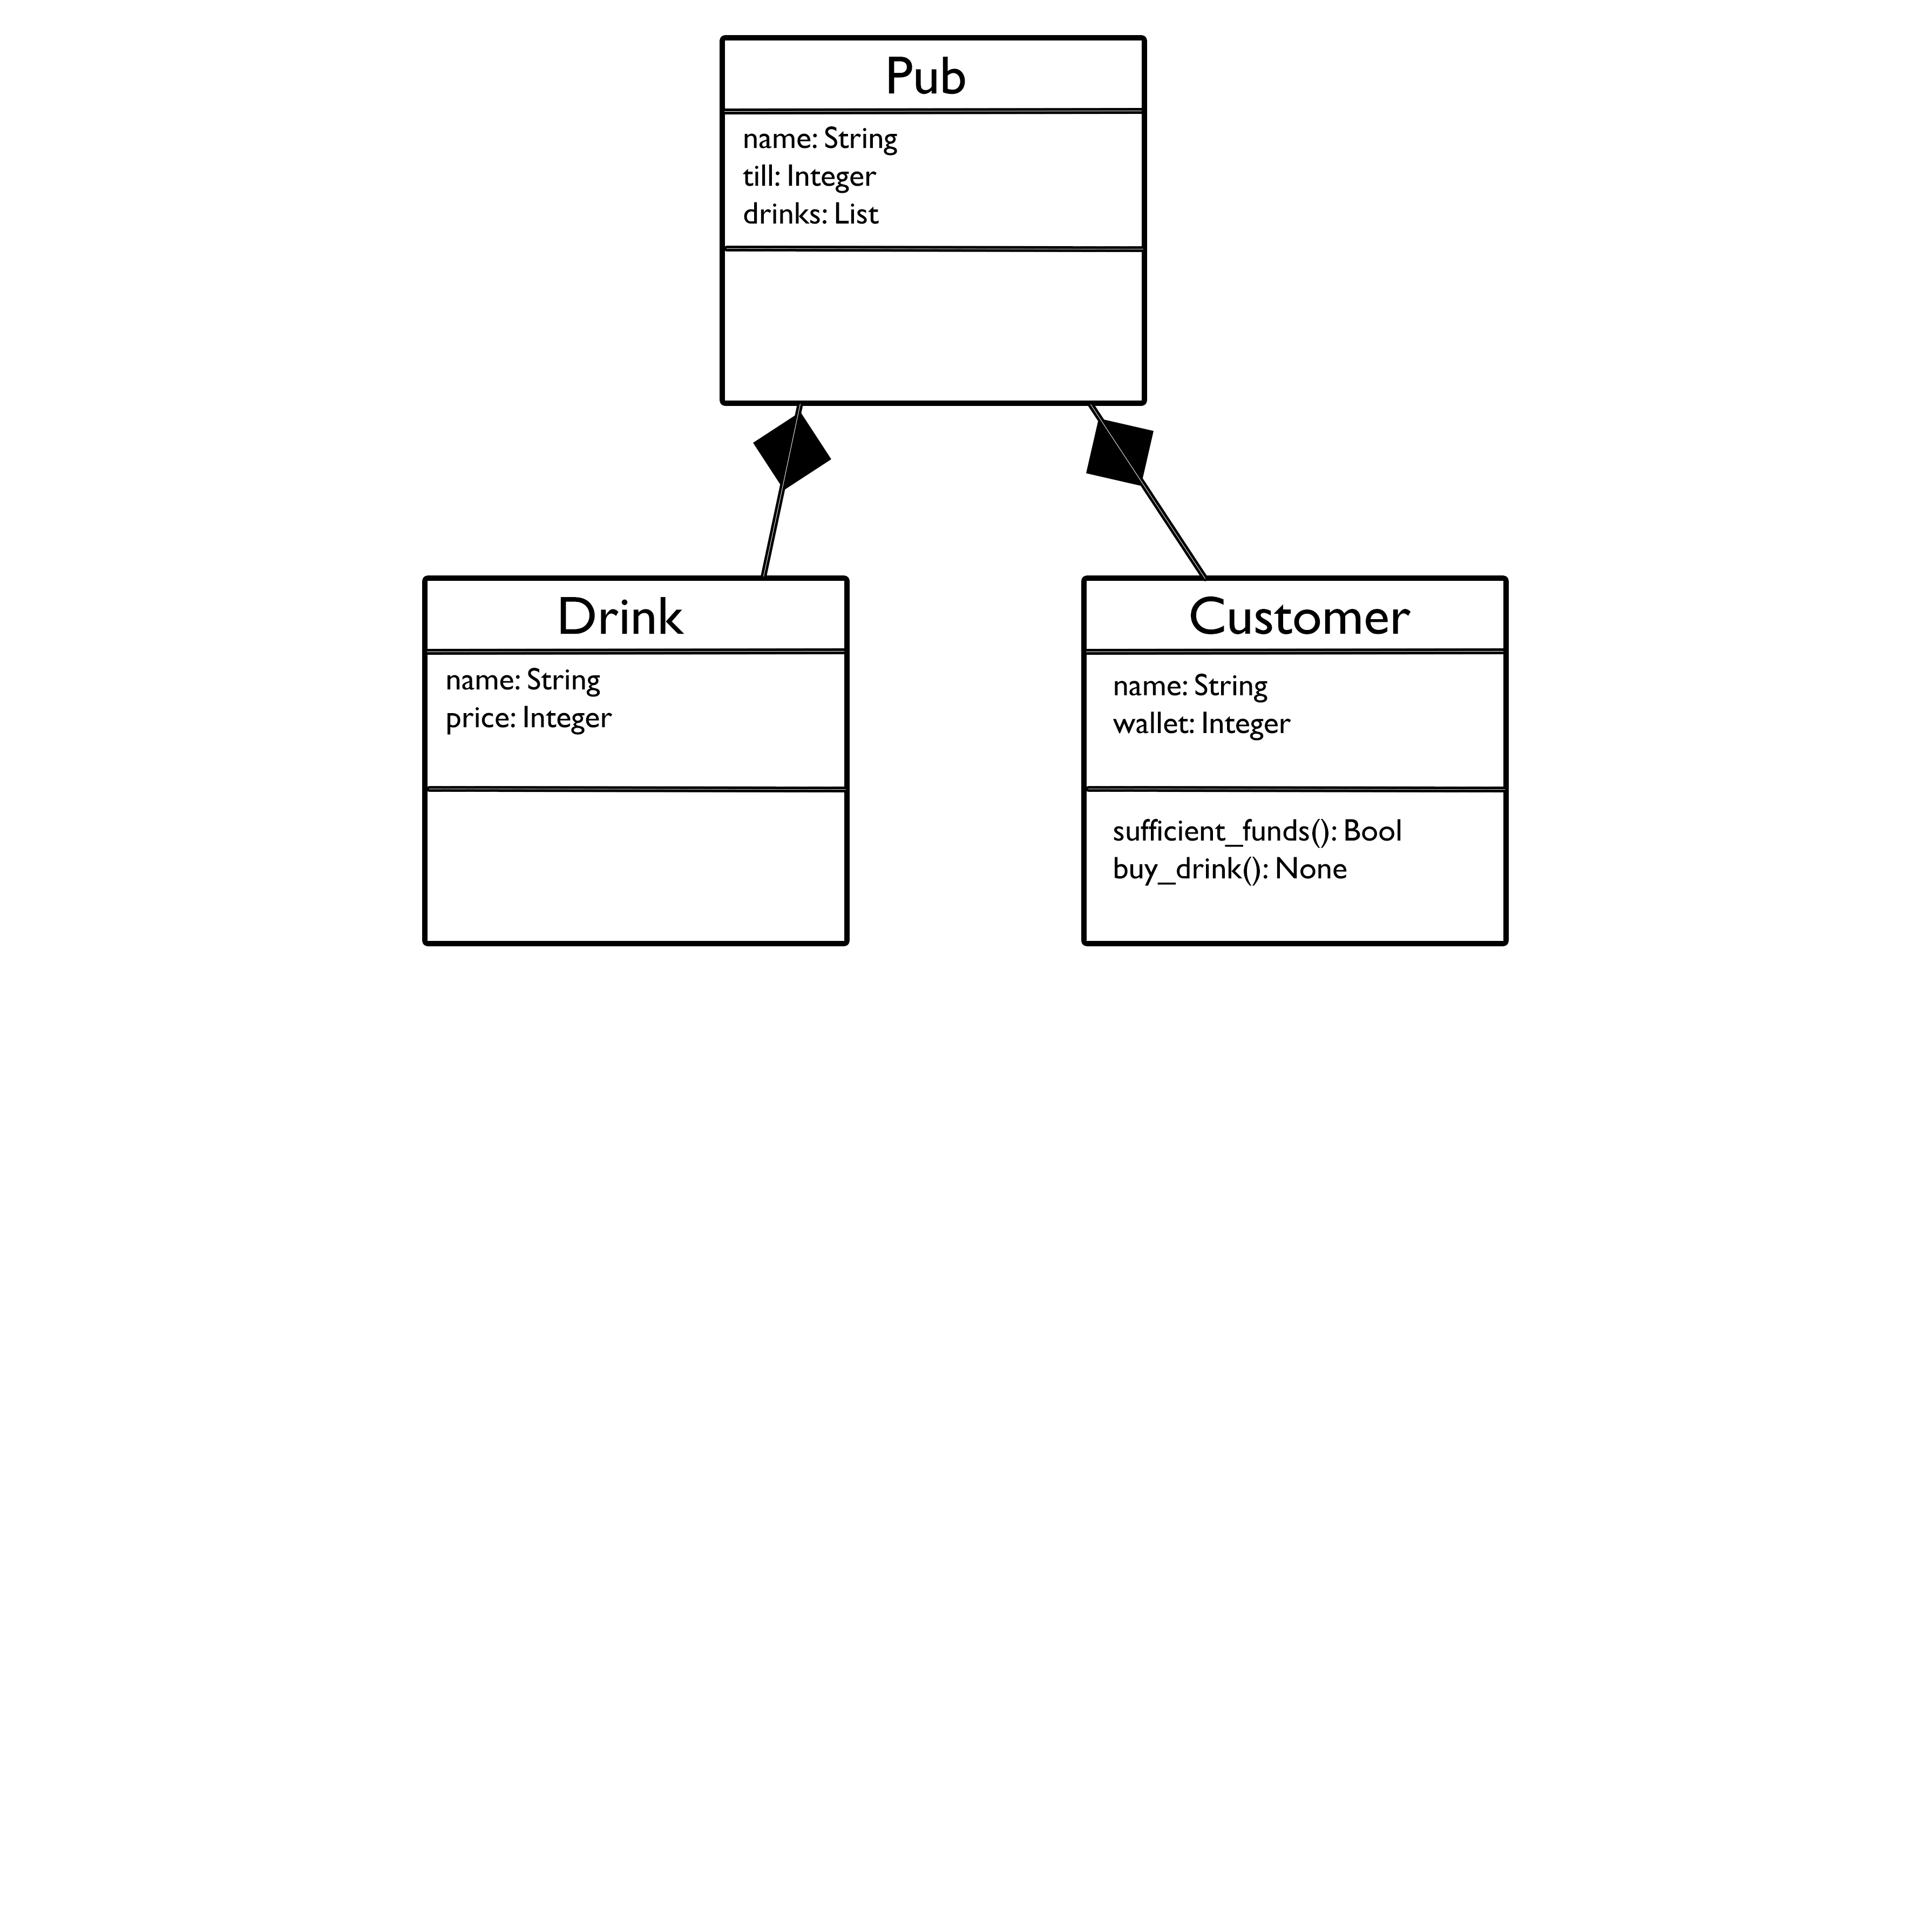 Pub
name: String
till: Integer
drinks: List
Drink
name: String
price: Integer
Customer
name: String
wallet: Integer
sufficient_funds(): Bool
buy_drink(): None